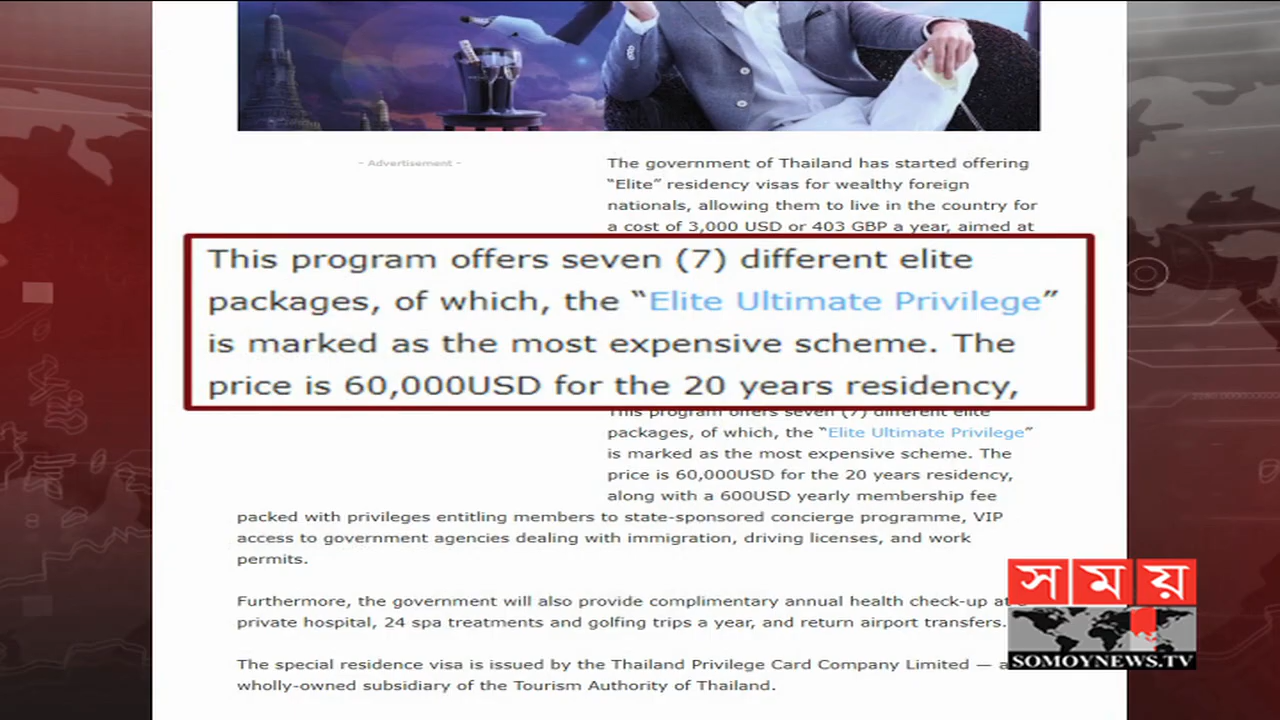 - Advertisement -
The government of Thailand has started offering
“Elite” residency visas for wealthy foreign
nationals, allowing them to live in the country for
a cost of 3,000 USD or 403 GBP a year, aimed at
This program offers seven (7) different elite
packages, of which, the “Elite Ultimate Privilege”
is marked as the most expensive scheme. The
price is 60,000USD for the 20 years residency,
This program offers seven (7) different elite
packages, of which, the “Elite Ultimate Privilege”
is marked as the most expensive scheme. The
price is 60,000USD for the 20 years residency,
along with a 600USD yearly membership fee
packed with privileges entitling members to state-sponsored concierge programme, VIP
access to government agencies dealing with immigration, driving licenses, and work
permits.
Furthermore, the government will also provide complimentary annual health check-up at
private hospital, 24 spa treatments and golfing trips a year, and return airport transfers.
The special residence visa is issued by the Thailand Privilege Card Company Limited — a
wholly-owned subsidiary of the Tourism Authority of Thailand.
সময়
SOMOYNEWS.TV